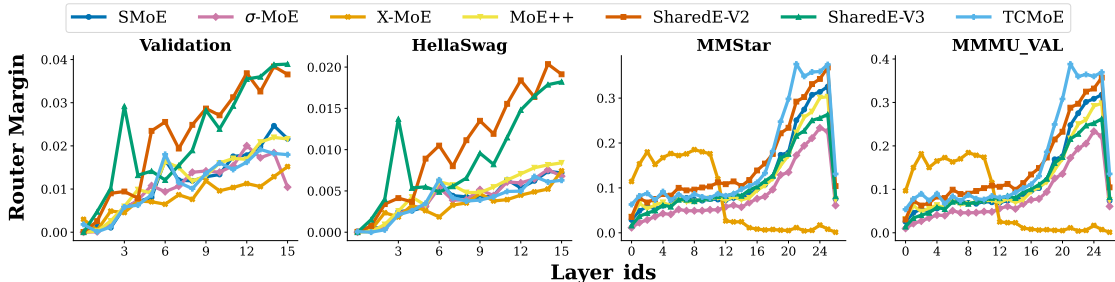 SMoE σ-MoE X-MoE MoE++ SharedE-V2 SharedE-V3 TCMoE
Validation HellaSwag MMStar MMMU_VAL
Router Margin
0.04 0.03 0.02 0.01 0.00
3 6 9 12 15
0.020 0.015 0.010 0.005 0.000
3 6 9 12 15
0.3 0.2 0.1 0.0
0 4 8 12 16 20 24
0.4 0.3 0.2 0.1 0.0
0 4 8 12 16 20 24
Layer_ids